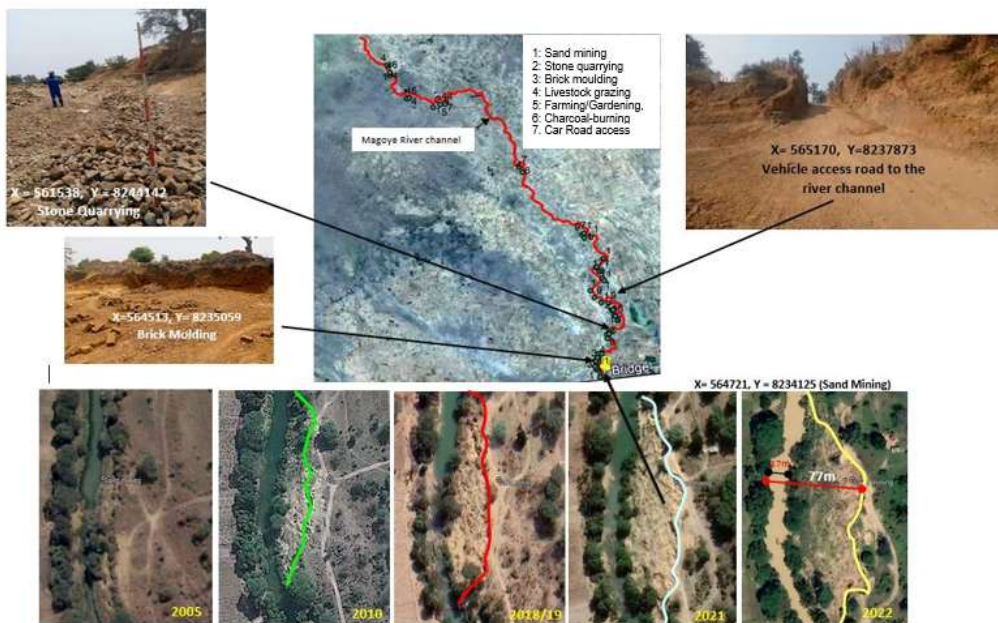 1: Sand mining
2: Stone quarrying
3: Brick moulding
4: Livestock grazing
5: Farming/Gardening,
6: Charcoal-burning
7. Car Road access
Magoye River channel
X = 561538, Y = 8244142
Stone Quarrying
X= 565170, Y=8237873
Vehicle access road to the
river channel
X=564513, Y= 8235059
Brick Molding
Bridge
X= 564721, Y = 8234125 (Sand Mining)
77m
2005
2010
2018/19
2021
2022